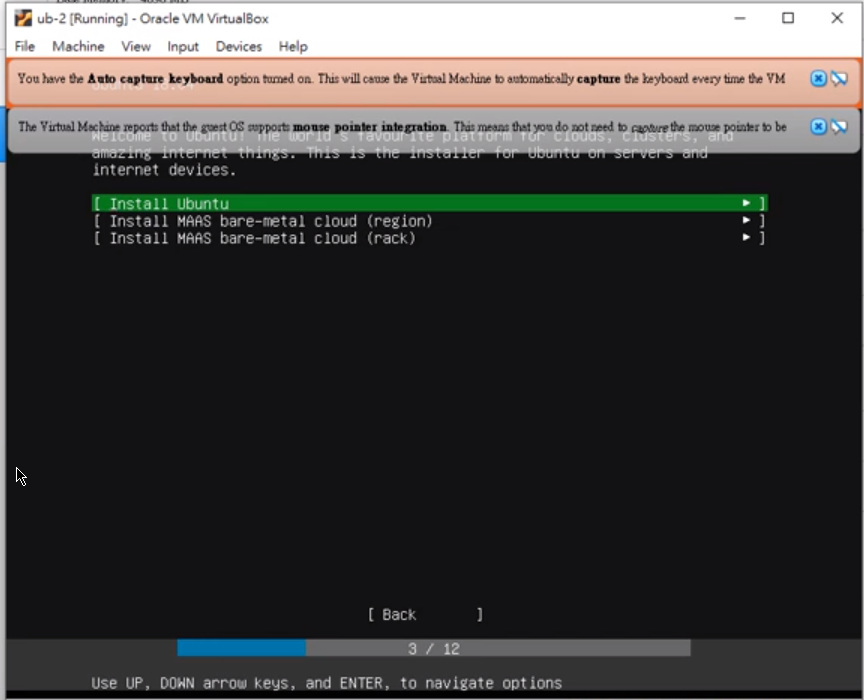 ub-2 [Running] - Oracle VM VirtualBox
File Machine View Input Devices Help
You have the Auto capture keyboard option turned on. This will cause the Virtual Machine to automatically capture the keyboard every time the VM
The Virtual Machine reports that the guest OS supports mouse pointer integration. This means that you do not need to capture the mouse pointer to be
Welcome to Ubuntu! The world's favourite platform for clouds, clusters, and
amazing internet things. This is the installer for Ubuntu on servers and
internet devices.
[ Install Ubuntu ► ]
[ Install MAAS bare-metal cloud (region) ► ]
[ Install MAAS bare-metal cloud (rack) ► ]
[ Back ]
3 / 12
Use UP, DOWN arrow keys, and ENTER, to navigate options